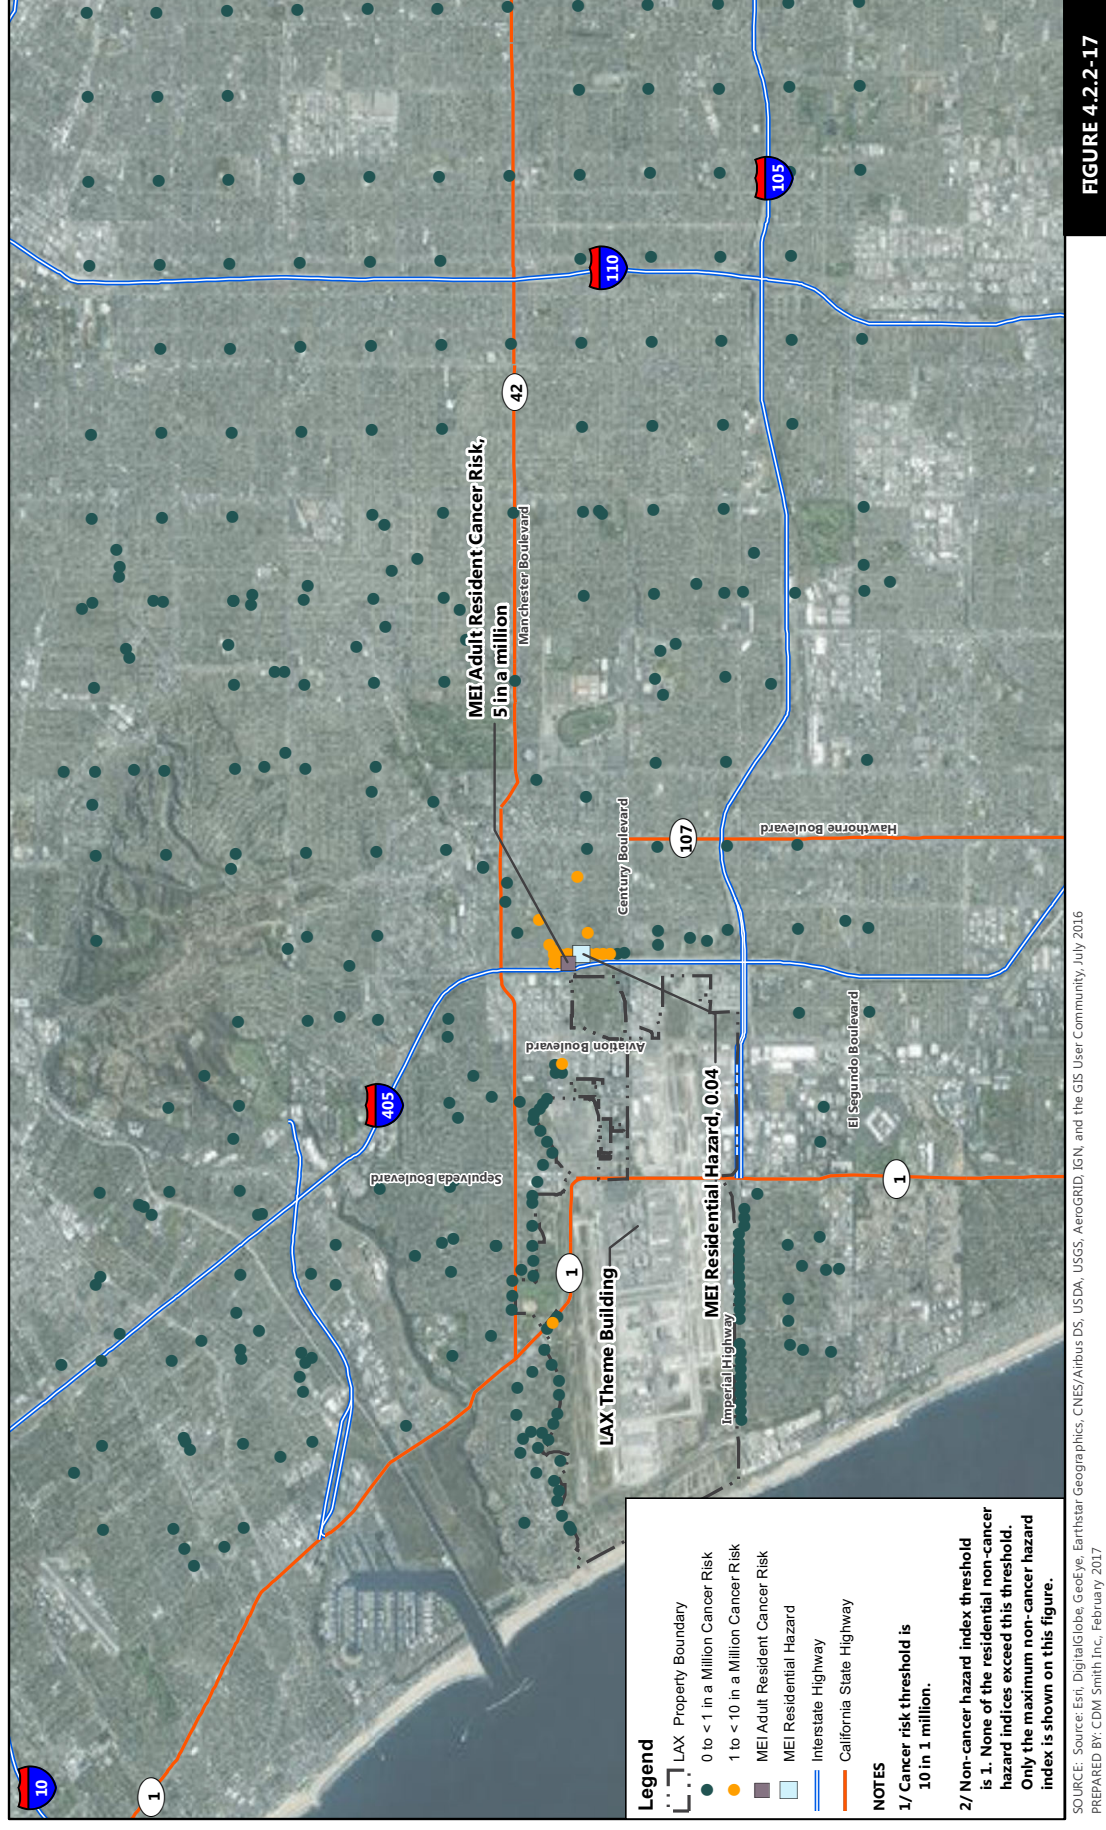 10
1
405
42
110
105
107
1
1
MEI Adult Resident Cancer Risk,
5 in a million
Manchester Boulevard
Century Boulevard
Hawthorne Boulevard
Aviation Boulevard
Sepulveda Boulevard
El Segundo Boulevard
Imperial Highway
MEI Residential Hazard, 0.04
LAX Theme Building
Legend
LAX Property Boundary
0 to < 1 in a Million Cancer Risk
1 to < 10 in a Million Cancer Risk
MEI Adult Resident Cancer Risk
MEI Residential Hazard
Interstate Highway
California State Highway
NOTES
1/ Cancer risk threshold is
10 in 1 million.
2/ Non-cancer hazard index threshold
is 1. None of the residential non-cancer
hazard indices exceed this threshold.
Only the maximum non-cancer hazard
index is shown on this figure.
SOURCE: Source: Esri, DigitalGlobe, GeoEye, Earthstar Geographics, CNES/Airbus DS, USDA, USGS, AeroGRID, IGN, and the GIS User Community, July 2016
PREPARED BY: CDM Smith Inc., February 2017
FIGURE 4.2.2-17